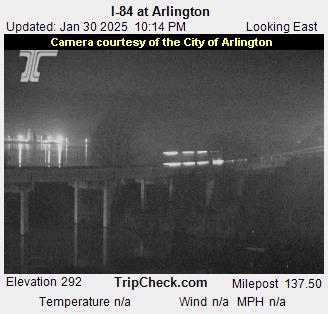 I-84 at Arlington
Updated: Jan 30 2025 10:14 PM Looking East
Camera courtesy of the City of Arlington
Elevation 292 TripCheck.com Milepost 137.50
Temperature n/a Wind n/a MPH n/a